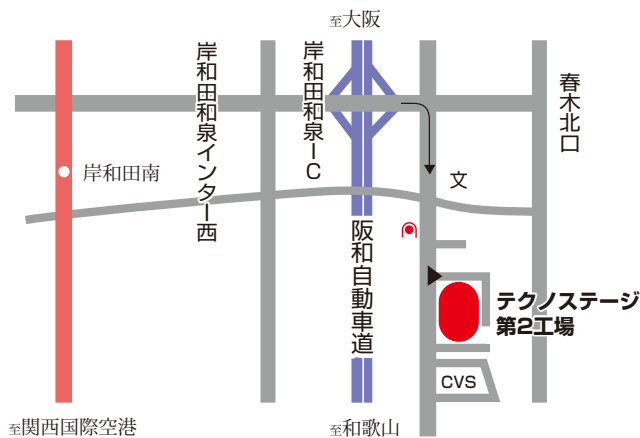 至大阪
岸和田和泉インター西
岸和田和泉IC
春木北口
岸和田南
文
阪和自動車道
テクノステージ
第2工場
CVS
至関西国際空港
至和歌山